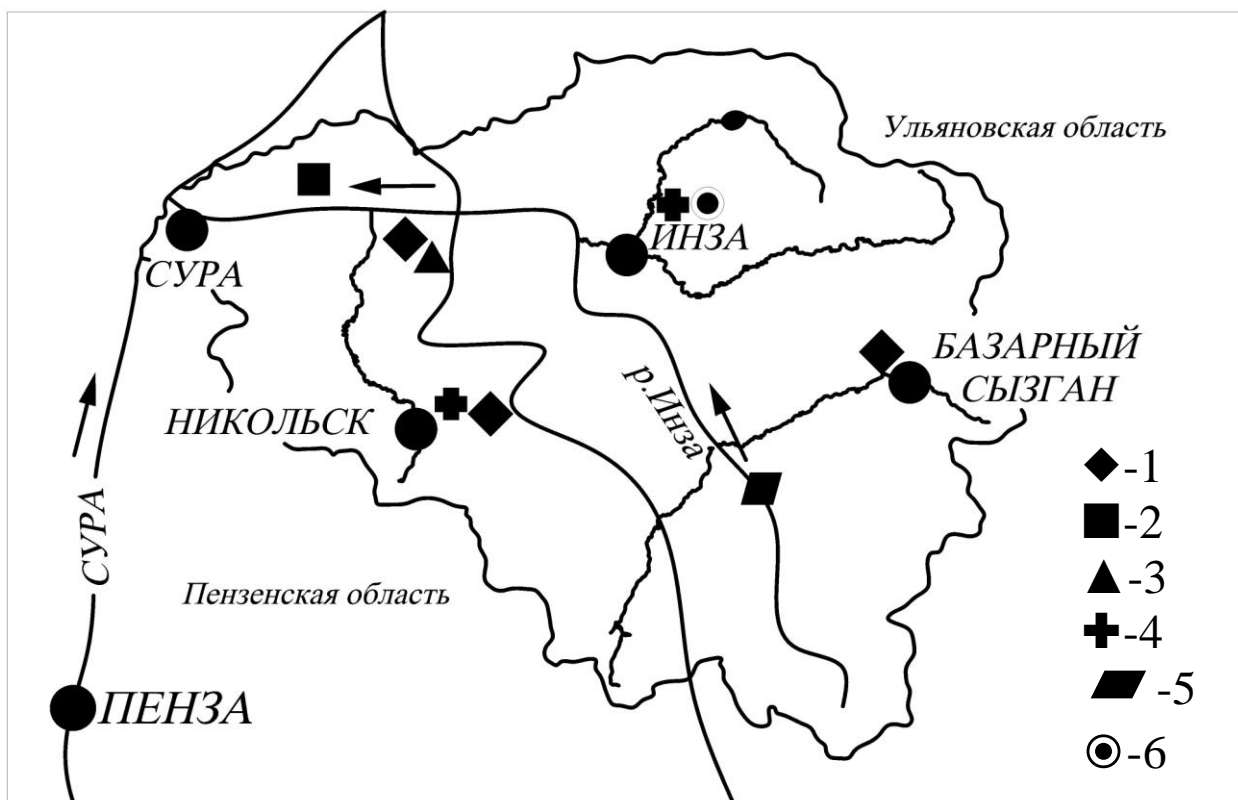 Ульяновская область
ИНЗА
СУРА
БАЗАРНЫЙ
СЫЗГАН
р.Инза
НИКОЛЬСК
СУРА
Пензенская область
ПЕНЗА
-1
-2
-3
-4
-5
-6